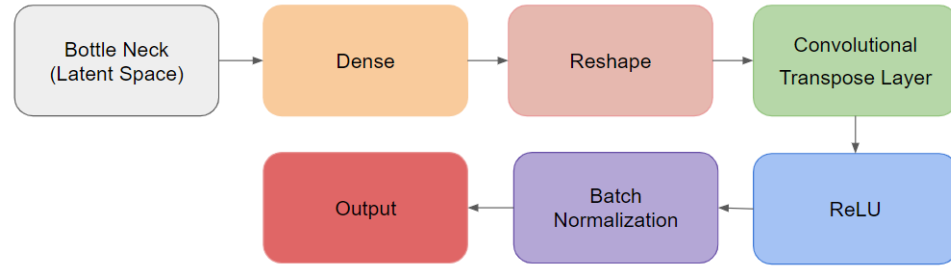 Bottle Neck
(Latent Space)
Dense
Reshape
Convolutional
Transpose Layer
ReLU
Batch
Normalization
Output